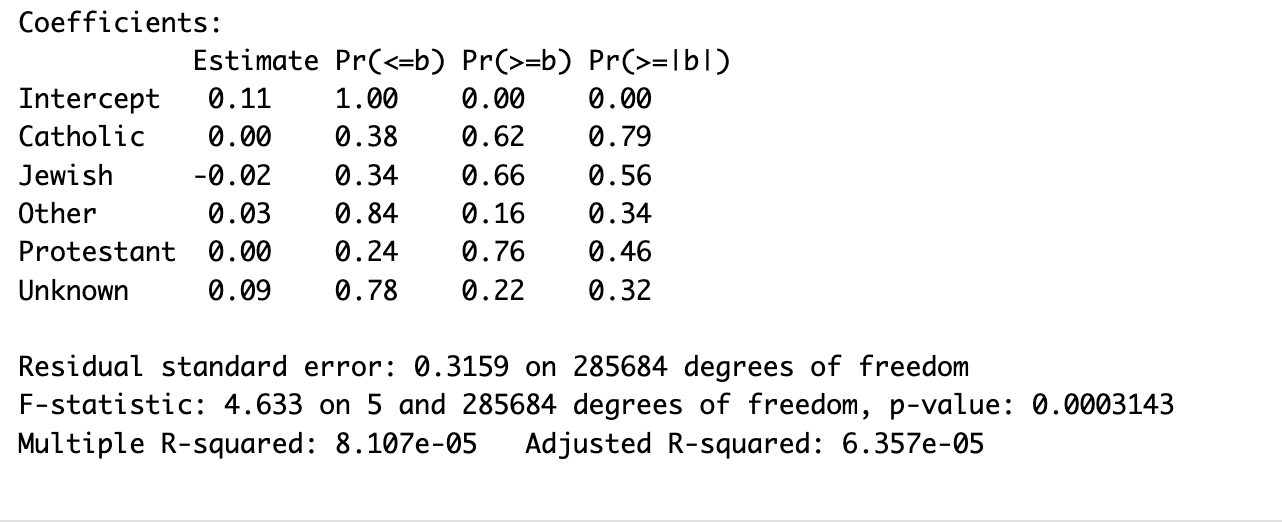 Coefficients:
Estimate Pr(<=b) Pr(>=b) Pr(>=|b|)
Intercept 0.11 1.00 0.00 0.00
Catholic 0.00 0.38 0.62 0.79
Jewish -0.02 0.34 0.66 0.56
Other 0.03 0.84 0.16 0.34
Protestant 0.00 0.24 0.76 0.46
Unknown 0.09 0.78 0.22 0.32
Residual standard error: 0.3159 on 285684 degrees of freedom
F-statistic: 4.633 on 5 and 285684 degrees of freedom, p-value: 0.0003143
Multiple R-squared: 8.107e-05 Adjusted R-squared: 6.357e-05